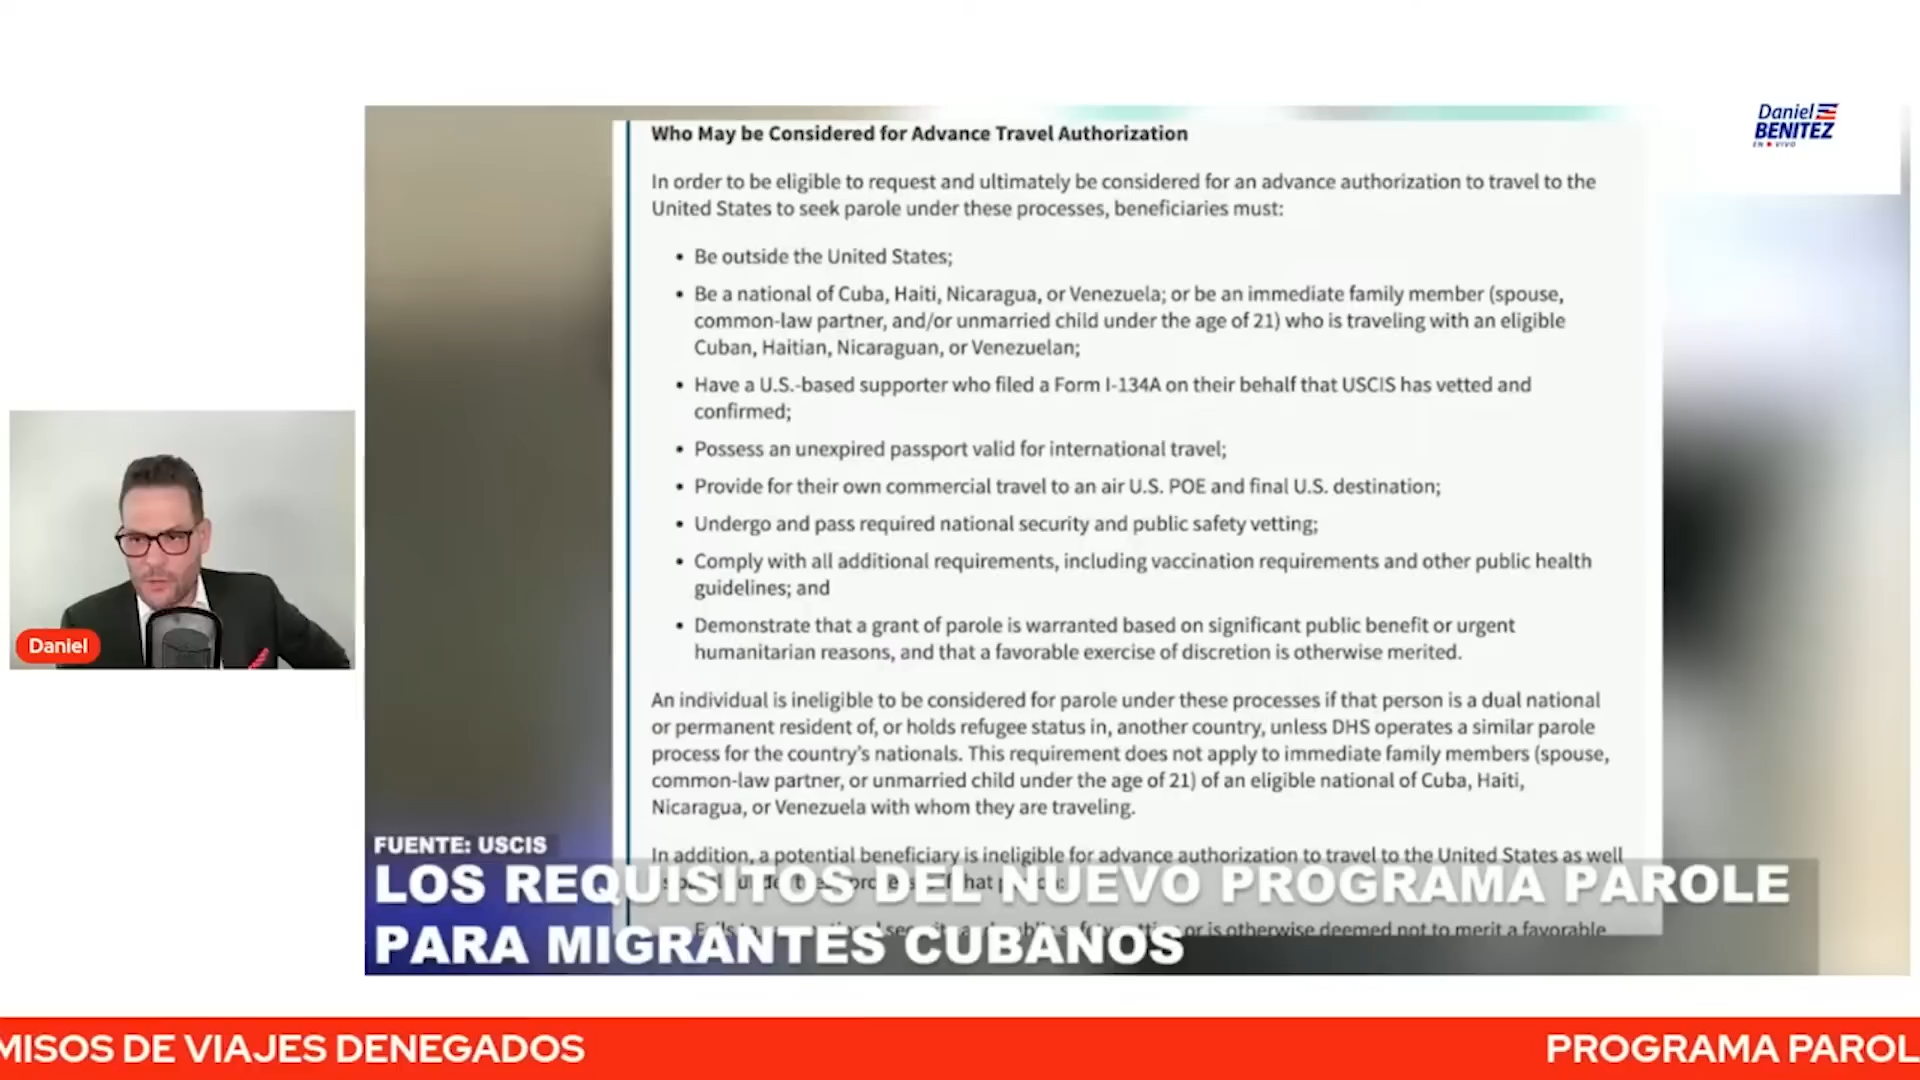 Daniel
BENITEZ
EN VIVO
Who May be Considered for Advance Travel Authorization
In order to be eligible to request and ultimately be considered for an advance authorization to travel to the
United States to seek parole under these processes, beneficiaries must:
• Be outside the United States;
• Be a national of Cuba, Haiti, Nicaragua, or Venezuela; or be an immediate family member (spouse,
common-law partner, and/or unmarried child under the age of 21) who is traveling with an eligible
Cuban, Haitian, Nicaraguan, or Venezuelan;
• Have a U.S.-based supporter who filed a Form I-134A on their behalf that USCIS has vetted and
confirmed;
• Possess an unexpired passport valid for international travel;
• Provide for their own commercial travel to an air U.S. POE and final U.S. destination;
• Undergo and pass required national security and public safety vetting;
• Comply with all additional requirements, including vaccination requirements and other public health
guidelines; and
• Demonstrate that a grant of parole is warranted based on significant public benefit or urgent
humanitarian reasons, and that a favorable exercise of discretion is otherwise merited.
An individual is ineligible to be considered for parole under these processes if that person is a dual national
or permanent resident of, or holds refugee status in, another country, unless DHS operates a similar parole
process for the country's nationals. This requirement does not apply to immediate family members (spouse,
common-law partner, or unmarried child under the age of 21) of an eligible national of Cuba, Haiti,
Nicaragua, or Venezuela with whom they are traveling.
In addition, a potential beneficiary is ineligible for advance authorization to travel to the United States as well
that
or is otherwise deemed not to merit a favorable
FUENTE: USCIS
LOS REQUISITOS DEL NUEVO PROGRAMA PAROLE
PARA MIGRANTES CUBANOS
Daniel
MISOS DE VIAJES DENEGADOS
PROGRAMA PAROL